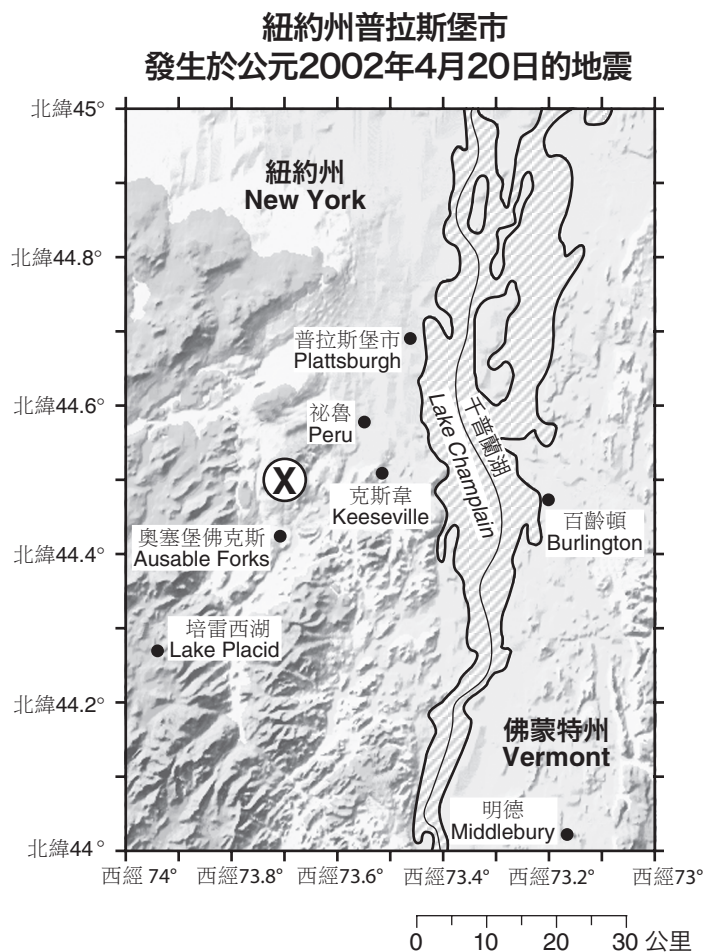 紐約州普拉斯堡市
發生於公元2002年4月20日的地震
北緯45°
紐約州
New York
北緯44.8°
普拉斯堡市
Plattsburgh
北緯44.6°
祕魯
Peru
千普蘭湖
Lake Champlain
X
克斯韋
Keeseville
百齡頓
Burlington
奧塞堡佛克斯
Ausable Forks
北緯44.4°
培雷西湖
Lake Placid
北緯44.2°
佛蒙特州
Vermont
明德
Middlebury
北緯44°
西經 74° 西經73.8° 西經73.6° 西經73.4° 西經73.2° 西經73°
0 10 20 30 公里